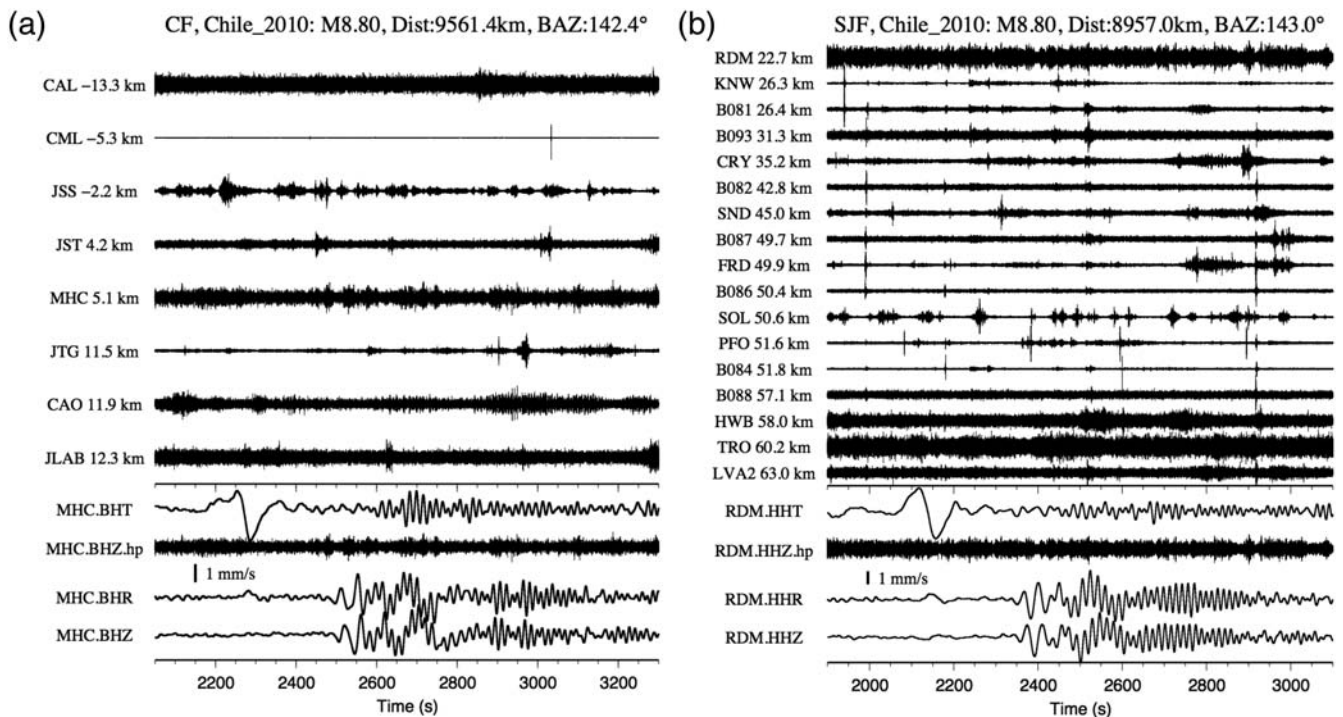 (a) CF, Chile_2010: M8.80, Dist:9561.4km, BAZ:142.4°
CAL −13.3 km
CML −5.3 km
JSS −2.2 km
JST 4.2 km
MHC 5.1 km
JTG 11.5 km
CAO 11.9 km
JLAB 12.3 km
MHC.BHT
MHC.BHZ.hp
1 mm/s
MHC.BHR
MHC.BHZ
2200 2400 2600 2800 3000 3200
Time (s)
(b) SJF, Chile_2010: M8.80, Dist:8957.0km, BAZ:143.0°
RDM 22.7 km
KNW 26.3 km
B081 26.4 km
B093 31.3 km
CRY 35.2 km
B082 42.8 km
SND 45.0 km
B087 49.7 km
FRD 49.9 km
B086 50.4 km
SOL 50.6 km
PFO 51.6 km
B084 51.8 km
B088 57.1 km
HWB 58.0 km
TRO 60.2 km
LVA2 63.0 km
RDM.HHT
RDM.HHZ.hp
1 mm/s
RDM.HHR
RDM.HHZ
2000 2200 2400 2600 2800 3000
Time (s)